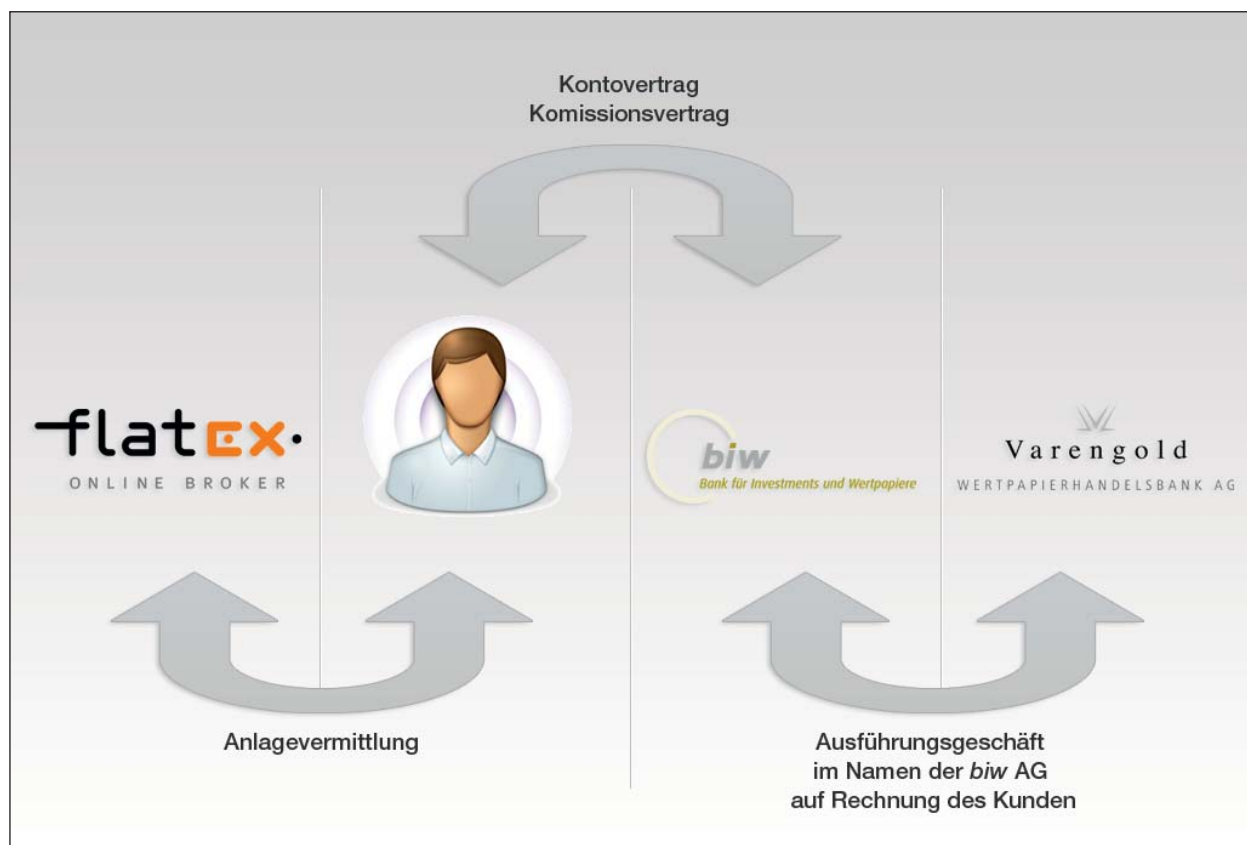 Kontovertrag
Komissionsvertrag
flatex
ONLINE BROKER
biw
Bank für Investments und Wertpapiere
Varengold
WERTPAPIERHANDELSBANK AG
Anlagevermittlung
Ausführungsgeschäft
im Namen der biw AG
auf Rechnung des Kunden